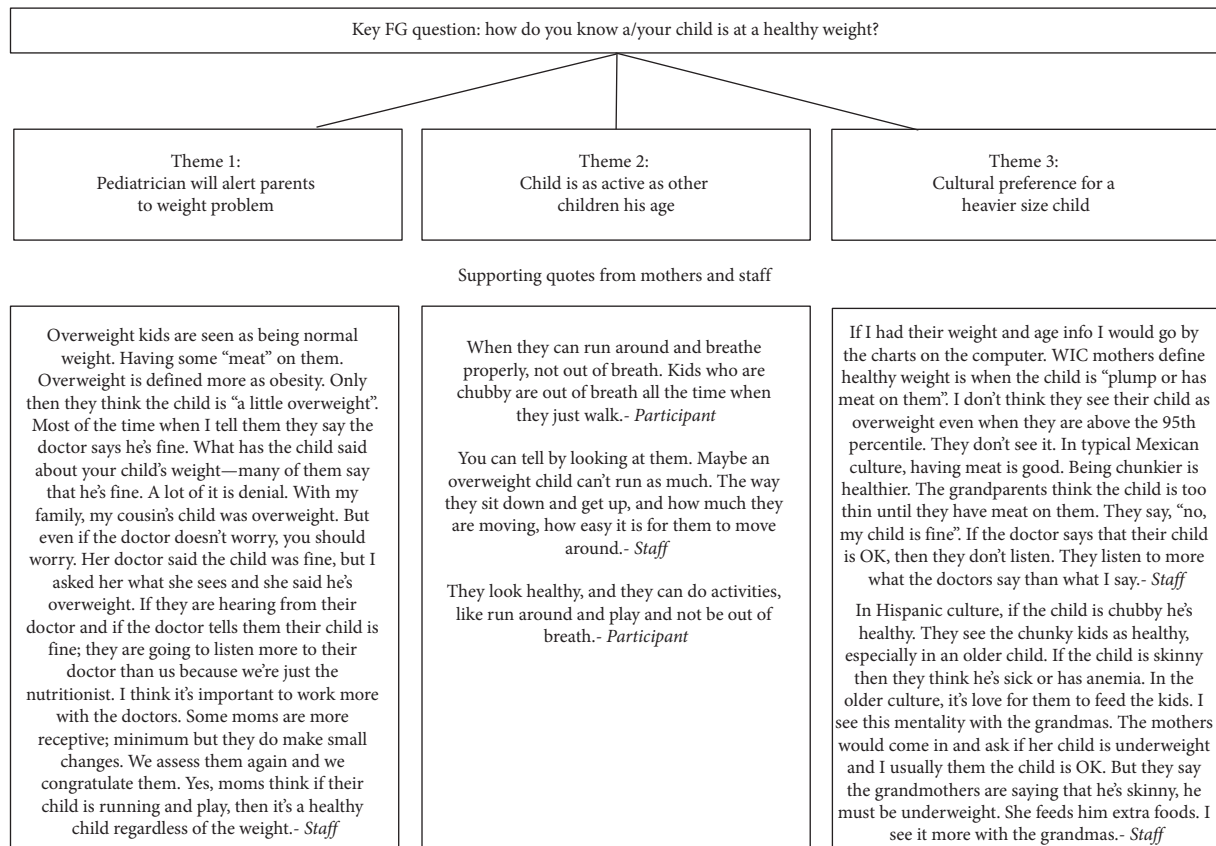 Key FG question: how do you know a/your child is at a healthy weight?
Theme 1:
Pediatrician will alert parents
to weight problem
Theme 2:
Child is as active as other
children his age
Theme 3:
Cultural preference for a
heavier size child
Supporting quotes from mothers and staff
Overweight kids are seen as being normal
weight. Having some “meat” on them.
Overweight is defined more as obesity. Only
then they think the child is “a little overweight”.
Most of the time when I tell them they say the
doctor says he’s fine. What has the child said
about your child’s weight—many of them say
that he’s fine. A lot of it is denial. With my
family, my cousin’s child was overweight. But
even if the doctor doesn’t worry, you should
worry. Her doctor said the child was fine, but I
asked her what she sees and she said he’s
overweight. If they are hearing from their
doctor and if the doctor tells them their child is
fine; they are going to listen more to their
doctor than us because we’re just the
nutritionist. I think it’s important to work more
with the doctors. Some moms are more
receptive; minimum but they do make small
changes. We assess them again and we
congratulate them. Yes, moms think if their
child is running and play, then it’s a healthy
child regardless of the weight.- Staff
When they can run around and breathe
properly, not out of breath. Kids who are
chubby are out of breath all the time when
they just walk.- Participant
You can tell by looking at them. Maybe an
overweight child can’t run as much. The way
they sit down and get up, and how much they
are moving, how easy it is for them to move
around.- Staff
They look healthy, and they can do activities,
like run around and play and not be out of
breath.- Participant
If I had their weight and age info I would go by
the charts on the computer. WIC mothers define
healthy weight is when the child is “plump or has
meat on them”. I don’t think they see their child as
overweight even when they are above the 95th
percentile. They don’t see it. In typical Mexican
culture, having meat is good. Being chunkier is
healthier. The grandparents think the child is too
thin until they have meat on them. They say, “no,
my child is fine”. If the doctor says that their child
is OK, then they don’t listen. They listen to more
what the doctors say than what I say.- Staff
In Hispanic culture, if the child is chubby he’s
healthy. They see the chunky kids as healthy,
especially in an older child. If the child is skinny
then they think he’s sick or has anemia. In the
older culture, it’s love for them to feed the kids. I
see this mentality with the grandmas. The mothers
would come in and ask if her child is underweight
and I usually them the child is OK. But they say
the grandmothers are saying that he’s skinny, he
must be underweight. She feeds him extra foods. I
see it more with the grandmas.- Staff